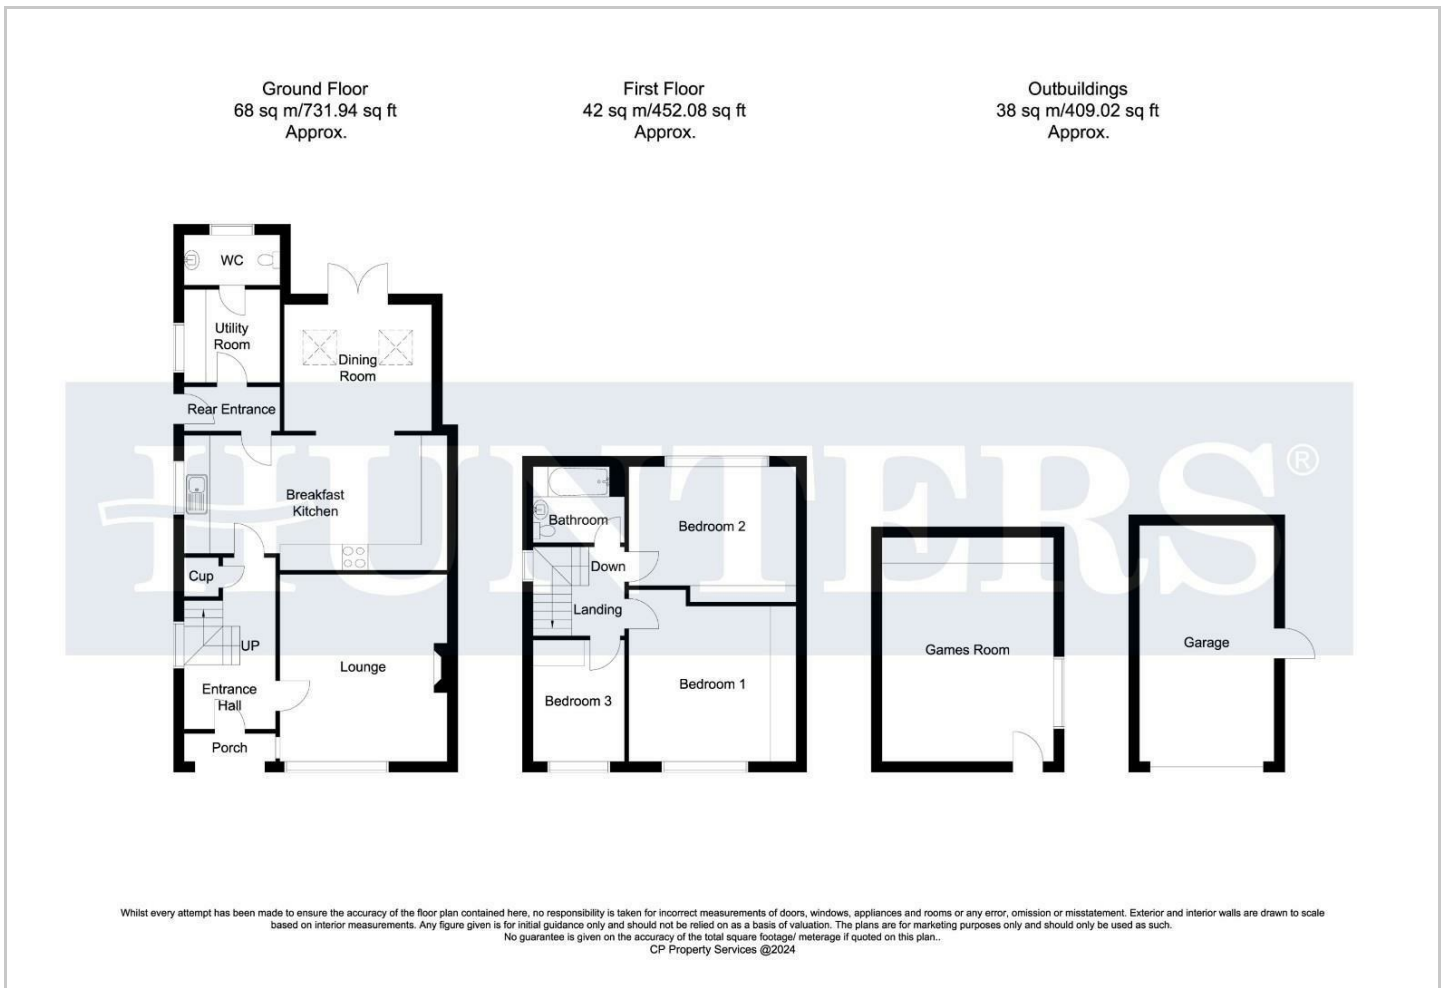 Ground Floor
68 sq m/731.94 sq ft
Approx.
First Floor
42 sq m/452.08 sq ft
Approx.
Outbuildings
38 sq m/409.02 sq ft
Approx.
WC
Utility
Room
Dining
Room
Rear Entrance
HUNTERS®
Breakfast
Kitchen
Cup
UP
Lounge
Entrance
Hall
Porch
Bathroom
Bedroom 2
Down
Landing
Bedroom 3
Bedroom 1
Games Room
Garage
Whilst every attempt has been made to ensure the accuracy of the floor plan contained here, no responsibility is taken for incorrect measurements of doors, windows, appliances and rooms or any error, omission or misstatement. Exterior and interior walls are drawn to scale
based on interior measurements. Any figure given is for initial guidance only and should not be relied on as a basis of valuation. The plans are for marketing purposes only and should only be used as such.
No guarantee is given on the accuracy of the total square footage/ meterage if quoted on this plan..
CP Property Services @2024